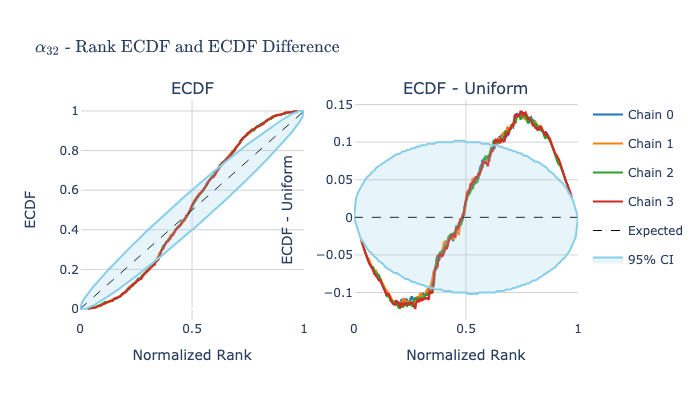 α32 - Rank ECDF and ECDF Difference
ECDF
ECDF - Uniform
ECDF
1
0.8
0.6
0.4
0.2
0
0
0.5
1
Normalized Rank
ECDF - Uniform
0.15
0.1
0.05
0
−0.05
−0.1
0
0.5
1
Normalized Rank
Chain 0
Chain 1
Chain 2
Chain 3
Expected
95% CI